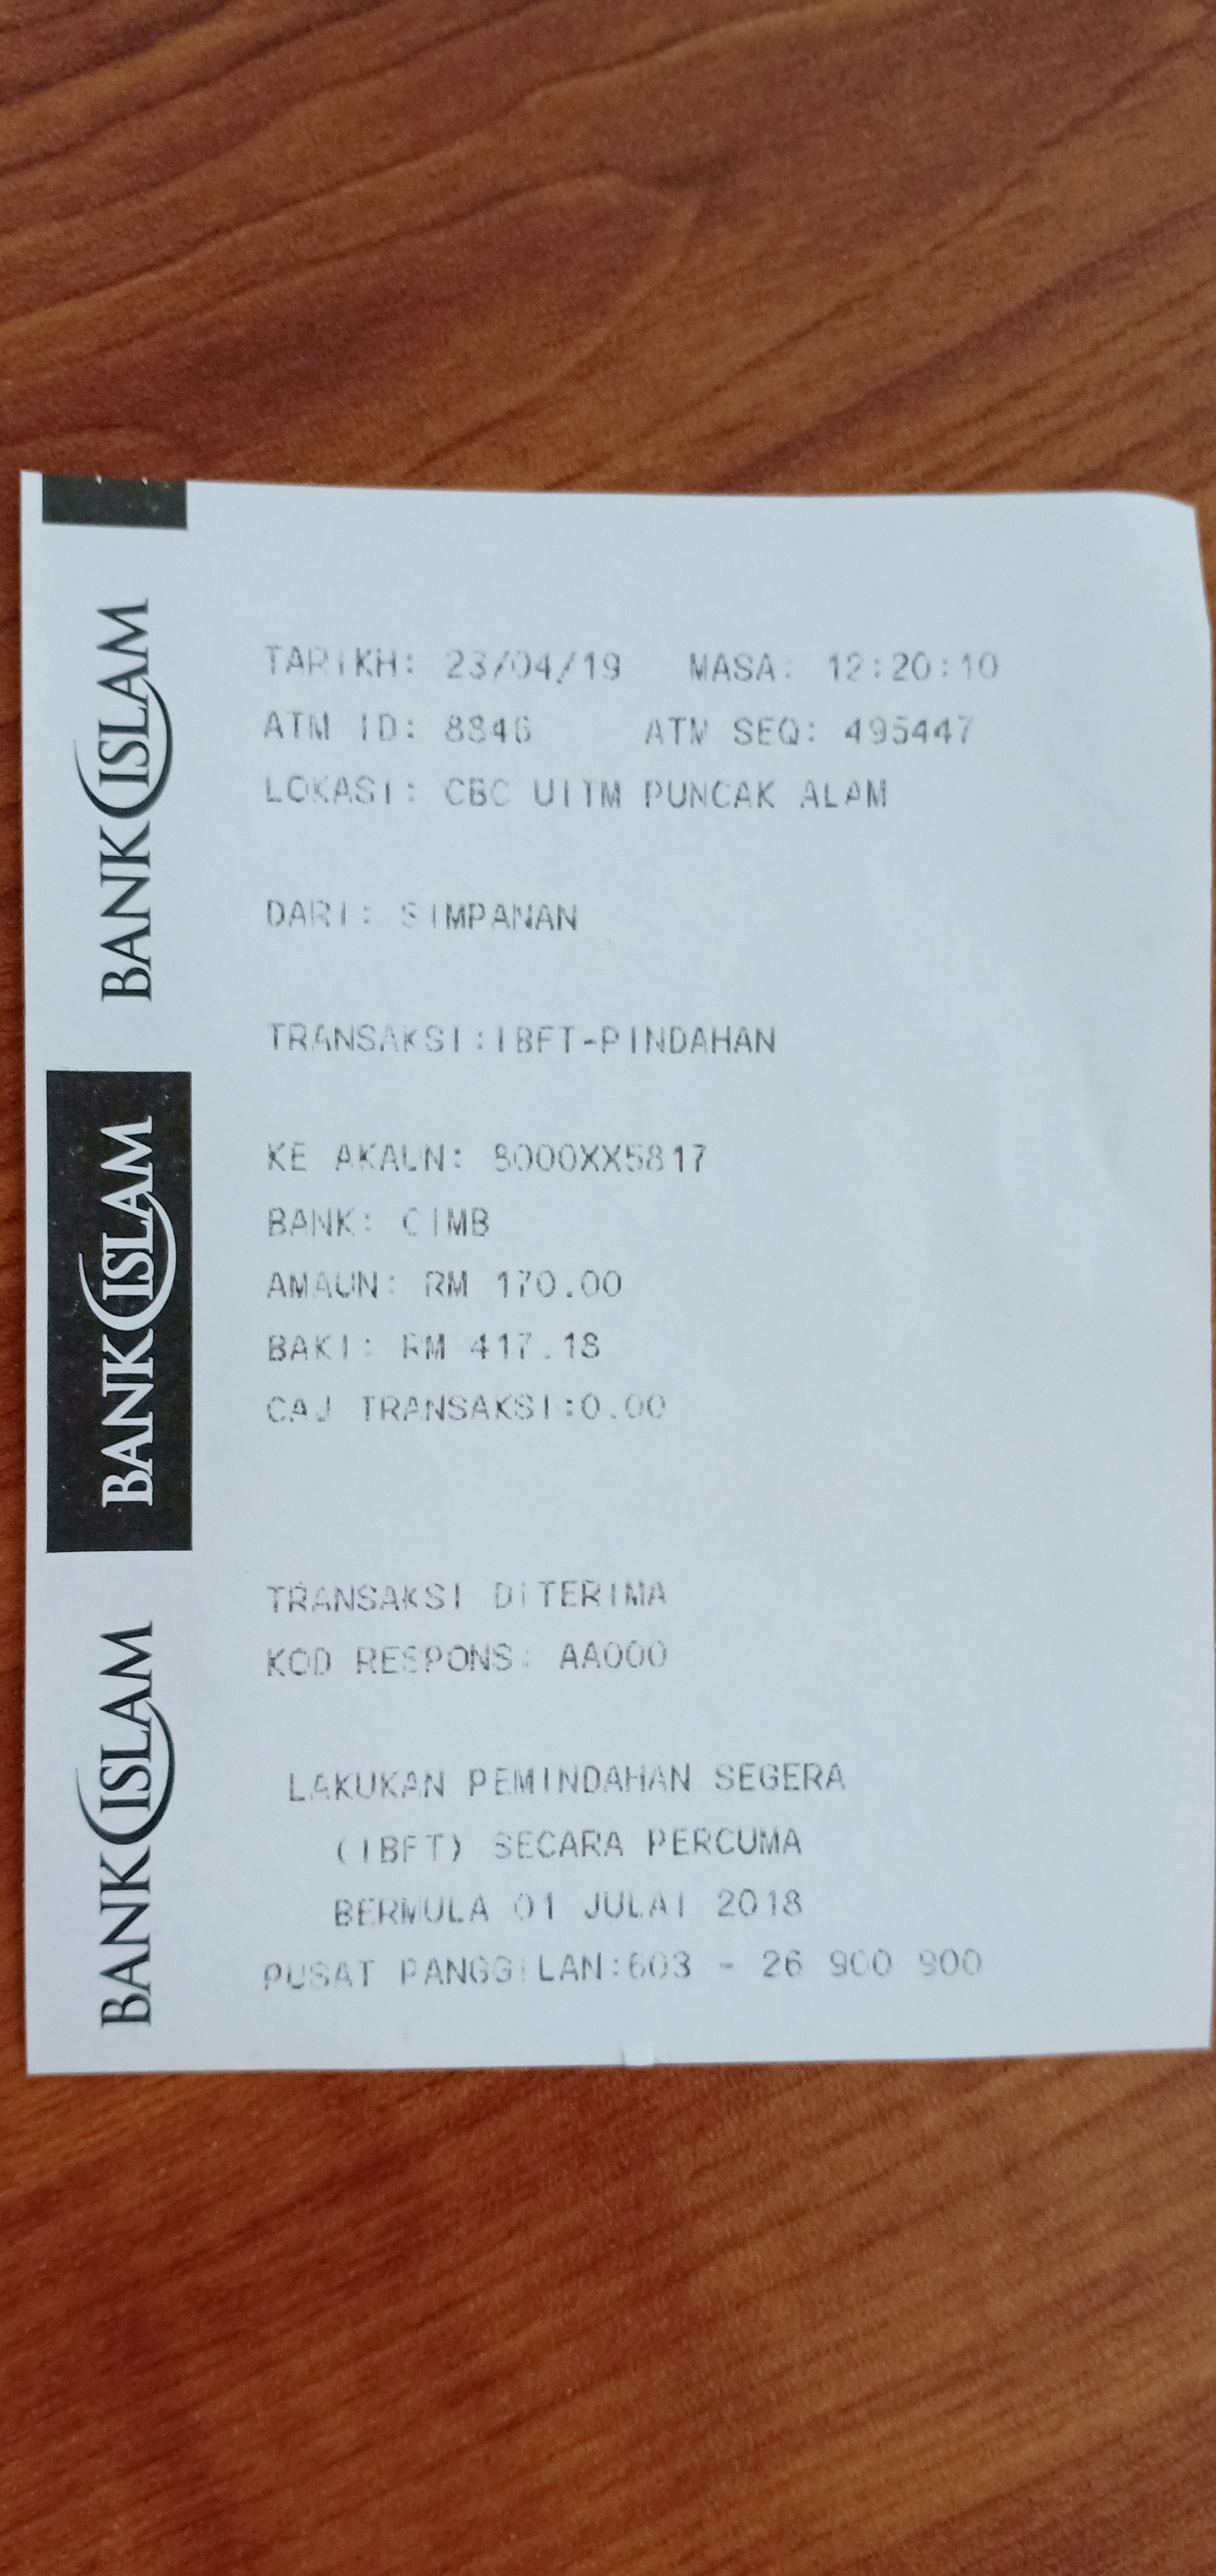 BANK ISLAM
BANK ISLAM
BANK ISLAM
TARIKH: 23/04/19 MASA: 12:20:10
ATM ID: 8846 ATM SEQ: 495447
LOKASI: CBC UITM PUNCAK ALAM
DARI: SIMPANAN
TRANSAKSI:IBFT-PINDAHAN
KE AKAUN: 8000XX5817
BANK: CIMB
AMAUN: RM 170.00
BAKI: RM 417.18
CAJ TRANSAKSI:0.00
TRANSAKSI DITERIMA
KOD RESPONS: AA000
LAKUKAN PEMINDAHAN SEGERA
(IBFT) SECARA PERCUMA
BERMULA 01 JULAI 2018
PUSAT PANGGILAN:603 - 26 900 900